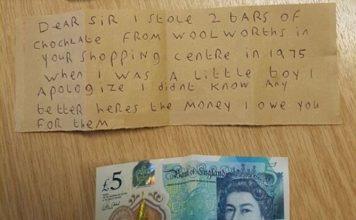 DEAR SIR I STOLE 2 BARS OF
CHOCHLATE FROM WOOLWORTHS in
your SHOPPING CENTRE IN 1975
WHEN I WAS A LITTLE BOY I
APOLOGIZE I DIDNT KNOW Any
better HERES THE MONEY I OWE YOU
FOR THEM
Bank of England
£5